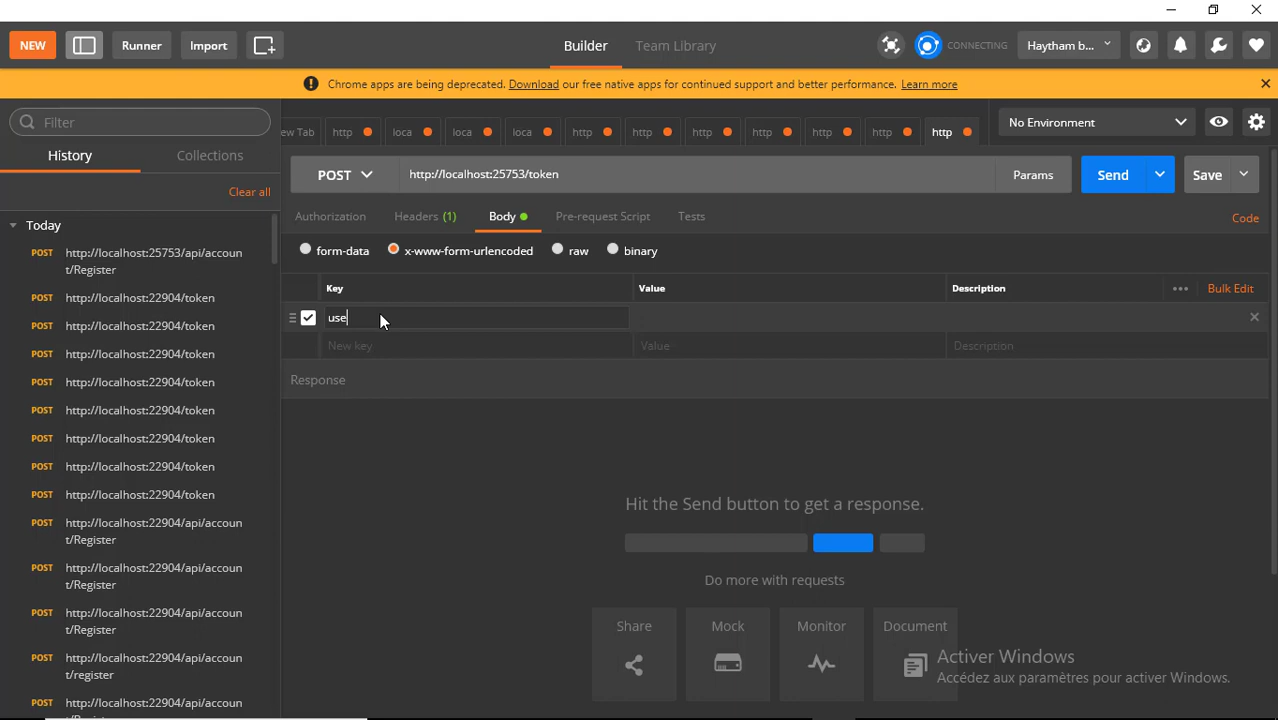 NEW
Runner
Import
Builder
Team Library
CONNECTING
Haytham b...
Chrome apps are being deprecated. Download our free native apps for continued support and better performance. Learn more
Filter
ew Tab
http
loca
loca
loca
http
http
http
http
http
http
http
No Environment
History
Collections
Clear all
POST
http://localhost:25753/token
Params
Send
Save
Authorization
Headers (1)
Body
Pre-request Script
Tests
Code
form-data
x-www-form-urlencoded
raw
binary
Key
Value
Description
Bulk Edit
use
New key
Value
Description
Response
Hit the Send button to get a response.
Do more with requests
Share
Mock
Monitor
Document
Today
POST http://localhost:25753/api/accoun
t/Register
POST http://localhost:22904/token
POST http://localhost:22904/token
POST http://localhost:22904/token
POST http://localhost:22904/token
POST http://localhost:22904/token
POST http://localhost:22904/token
POST http://localhost:22904/token
POST http://localhost:22904/token
POST http://localhost:22904/api/accoun
t/Register
POST http://localhost:22904/api/accoun
t/Register
POST http://localhost:22904/api/accoun
t/Register
POST http://localhost:22904/api/accoun
t/register
POST http://localhost:22904/api/accoun
Activer Windows
Accédez aux paramètres pour activer Windows.